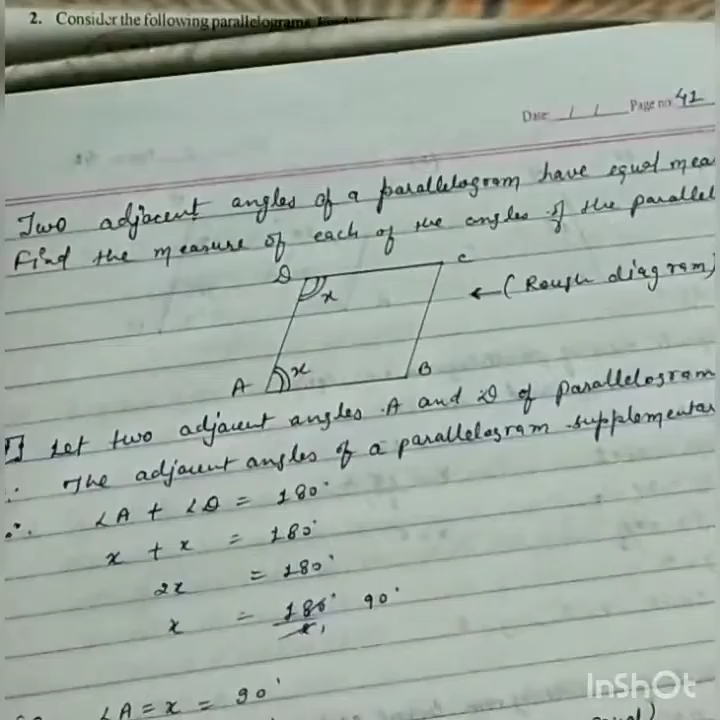 2. Consider the following parallelograms.
Date / / Page no. 41
Two adjacent angles of a parallelogram have equal mea
Find the measure of each of the angles of the parallel
D C
x ← (Rough diagram)
A x B
Let two adjacent angles A and D of parallelogram
∵ The adjacent angles of a parallelogram supplementar
∴ ∠A + ∠D = 180°
x + x = 180°
2x = 180°
x = 180° 90°
∠A = x = 90°
InShOt